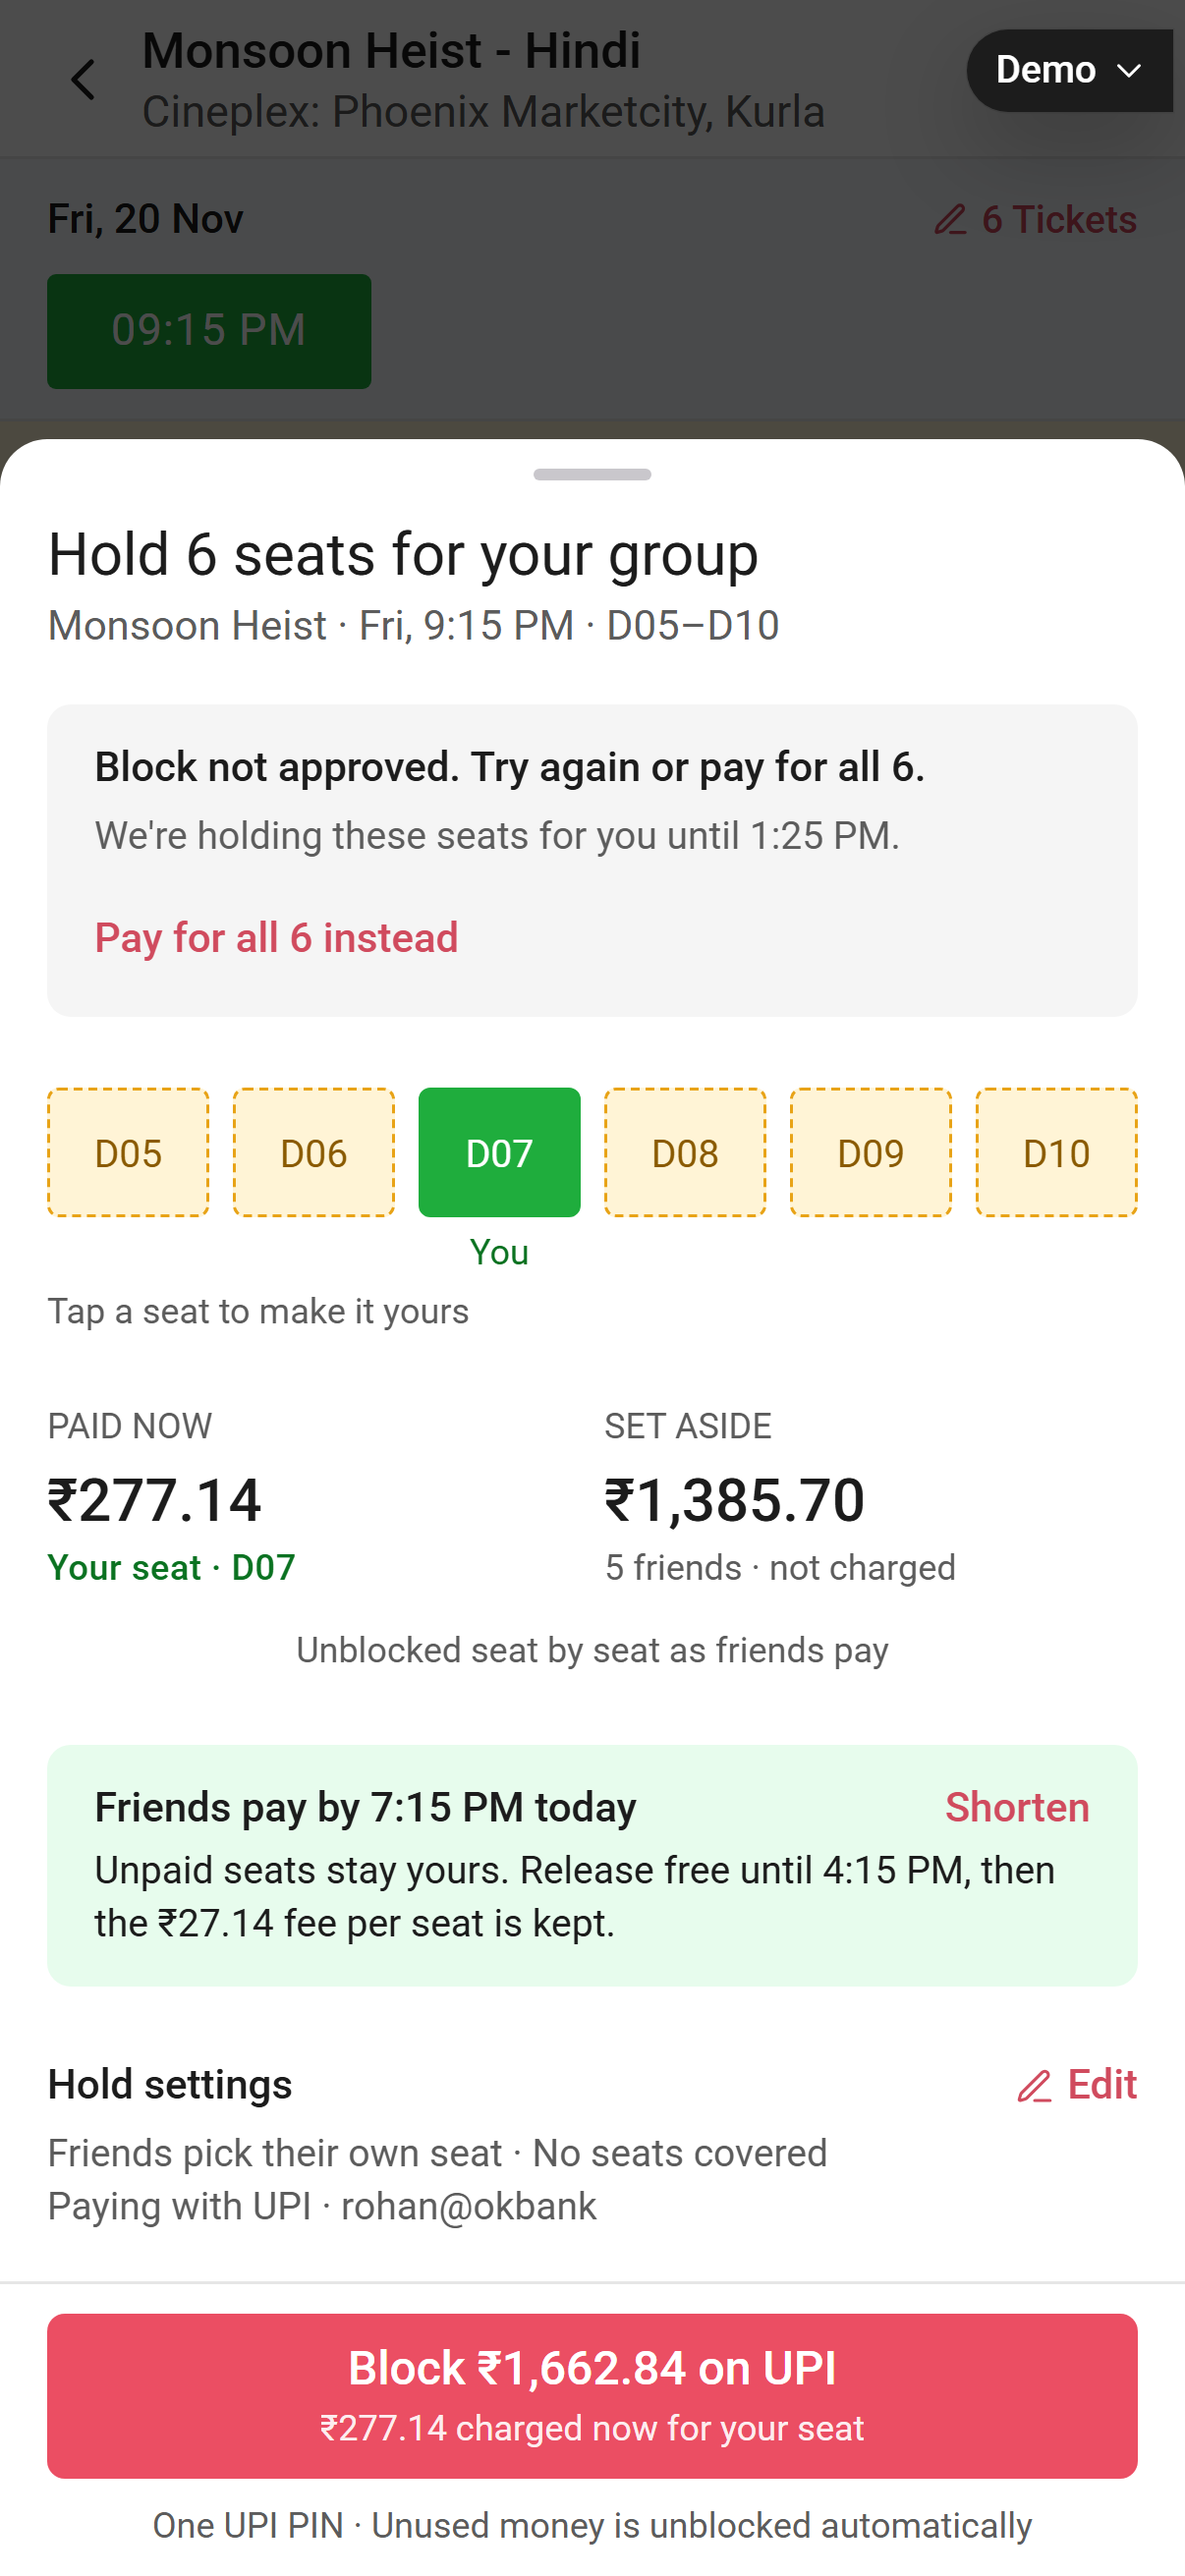 Monsoon Heist - Hindi
Cineplex: Phoenix Marketcity, Kurla
Demo
Fri, 20 Nov
6 Tickets
09:15 PM
Hold 6 seats for your group
Monsoon Heist · Fri, 9:15 PM · D05–D10
Block not approved. Try again or pay for all 6.
We're holding these seats for you until 1:25 PM.
Pay for all 6 instead
D05 D06 D07 D08 D09 D10
You
Tap a seat to make it yours
PAID NOW SET ASIDE
₹277.14 ₹1,385.70
Your seat · D07 5 friends · not charged
Unblocked seat by seat as friends pay
Friends pay by 7:15 PM today Shorten
Unpaid seats stay yours. Release free until 4:15 PM, then
the ₹27.14 fee per seat is kept.
Hold settings Edit
Friends pick their own seat · No seats covered
Paying with UPI · rohan@okbank
Block ₹1,662.84 on UPI
₹277.14 charged now for your seat
One UPI PIN · Unused money is unblocked automatically